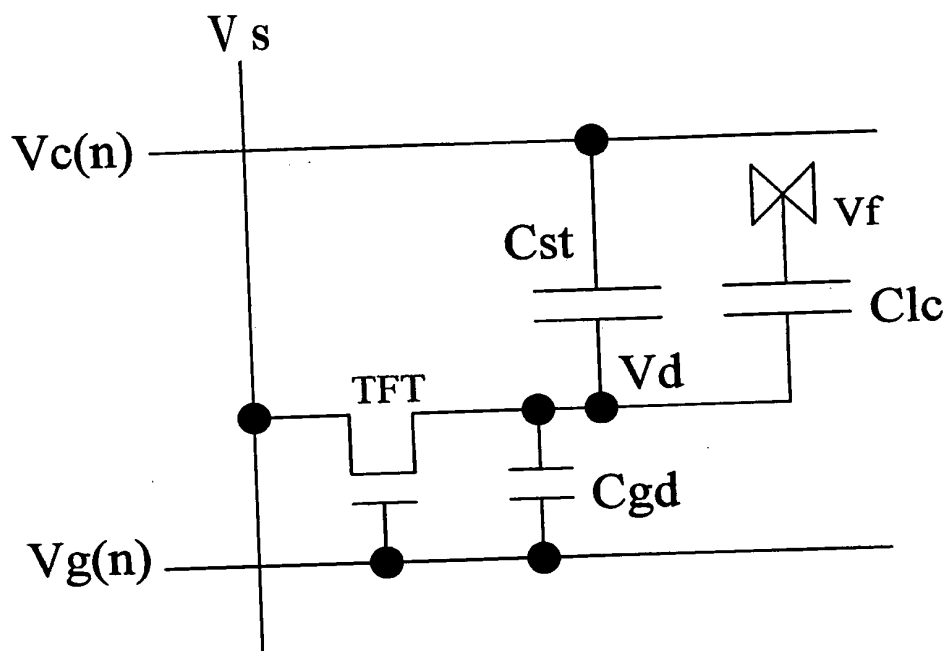 V s
Vc(n)
Vf
Cst
Clc
Vd
TFT
Cgd
Vg(n)